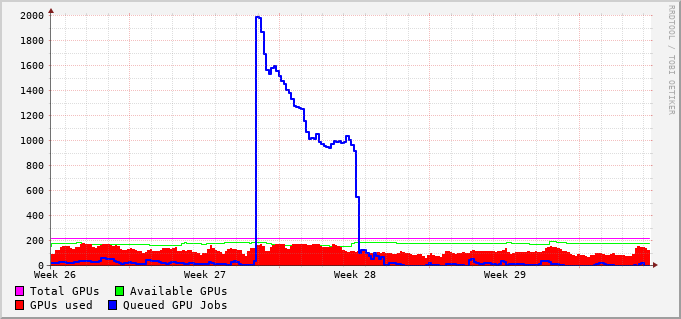 2000
1800
1600
1400
1200
1000
800
600
400
200
0
Week 26 Week 27 Week 28 Week 29
Total GPUs Available GPUs
GPUs used Queued GPU Jobs
RRDTOOL / TOBI OETIKER